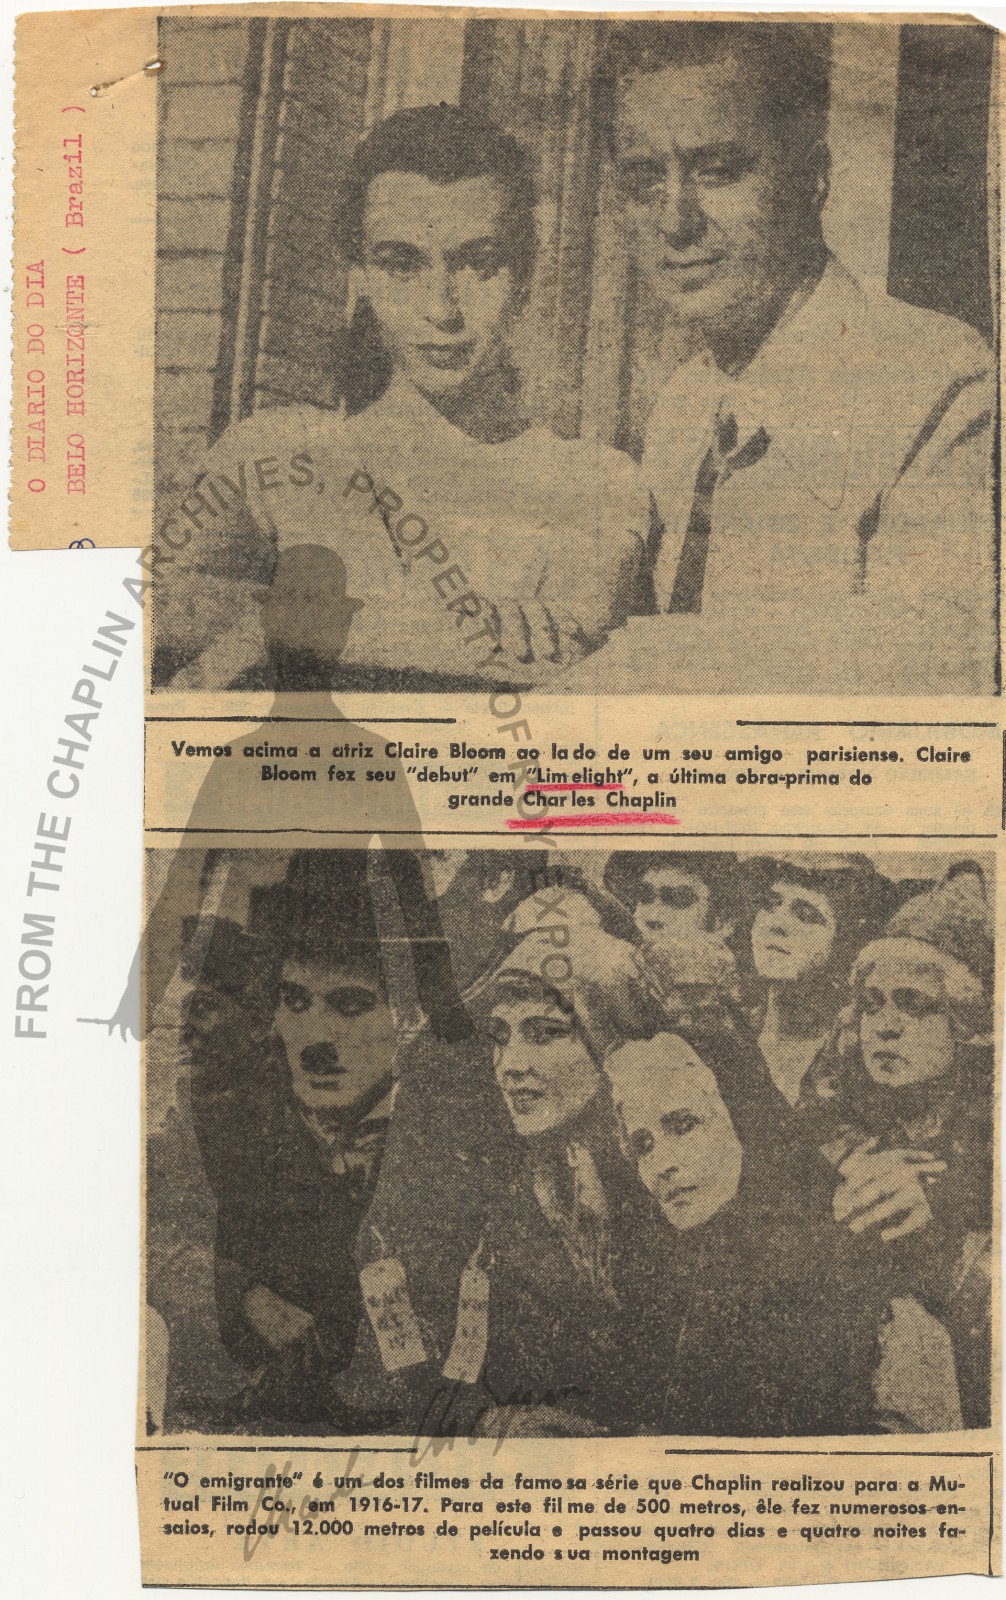 O DIARIO DO DIA
BELO HORIZONTE ( Brazil )
FROM THE CHAPLIN ARCHIVES, PROPERTY OF ROY EXPORT
Vemos acima a atriz Claire Bloom ao lado de um seu amigo parisiense. Claire
Bloom fez seu "debut" em "Limelight", a última obra-prima do
grande Charles Chaplin
"O emigrante" é um dos filmes da famosa série que Chaplin realizou para a Mu-
tual Film Co., em 1916-17. Para este filme de 500 metros, êle fez numerosos en-
saios, rodou 12.000 metros de película e passou quatro dias e quatro noites fa-
zendo sua montagem